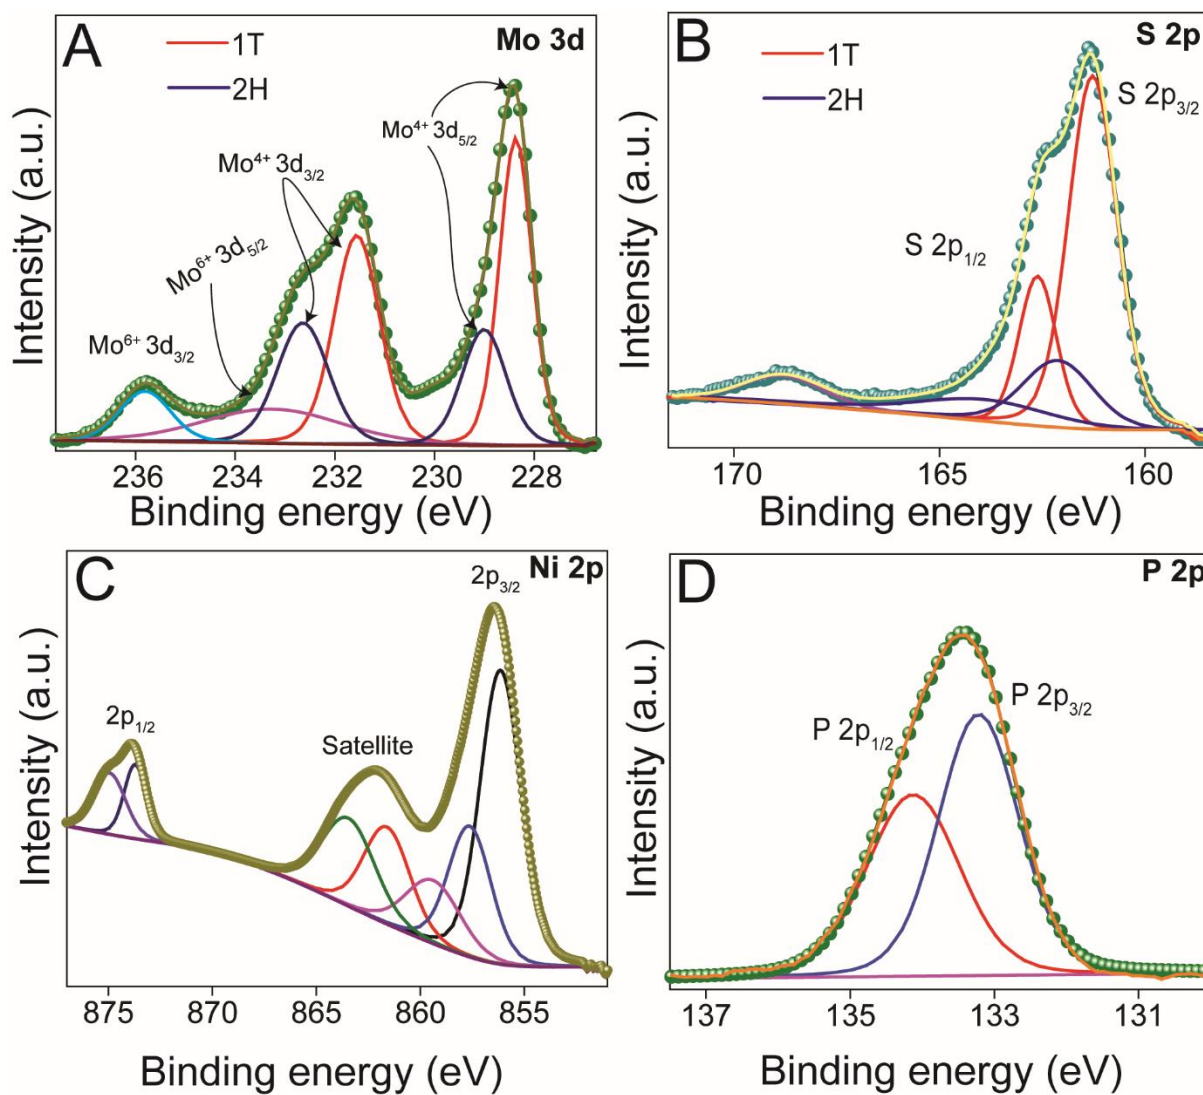 A
1T
2H
Mo 3d
Mo⁴⁺ 3d₅/₂
Mo⁴⁺ 3d₃/₂
Mo⁶⁺ 3d₅/₂
Mo⁶⁺ 3d₃/₂
Intensity (a.u.)
236 234 232 230 228
Binding energy (eV)
B
1T
2H
S 2p
S 2p₃/₂
S 2p₁/₂
Intensity (a.u.)
170 165 160
Binding energy (eV)
C
Ni 2p
2p₃/₂
2p₁/₂
Satellite
Intensity (a.u.)
875 870 865 860 855
Binding energy (eV)
D
P 2p
P 2p₃/₂
P 2p₁/₂
Intensity (a.u.)
137 135 133 131
Binding energy (eV)